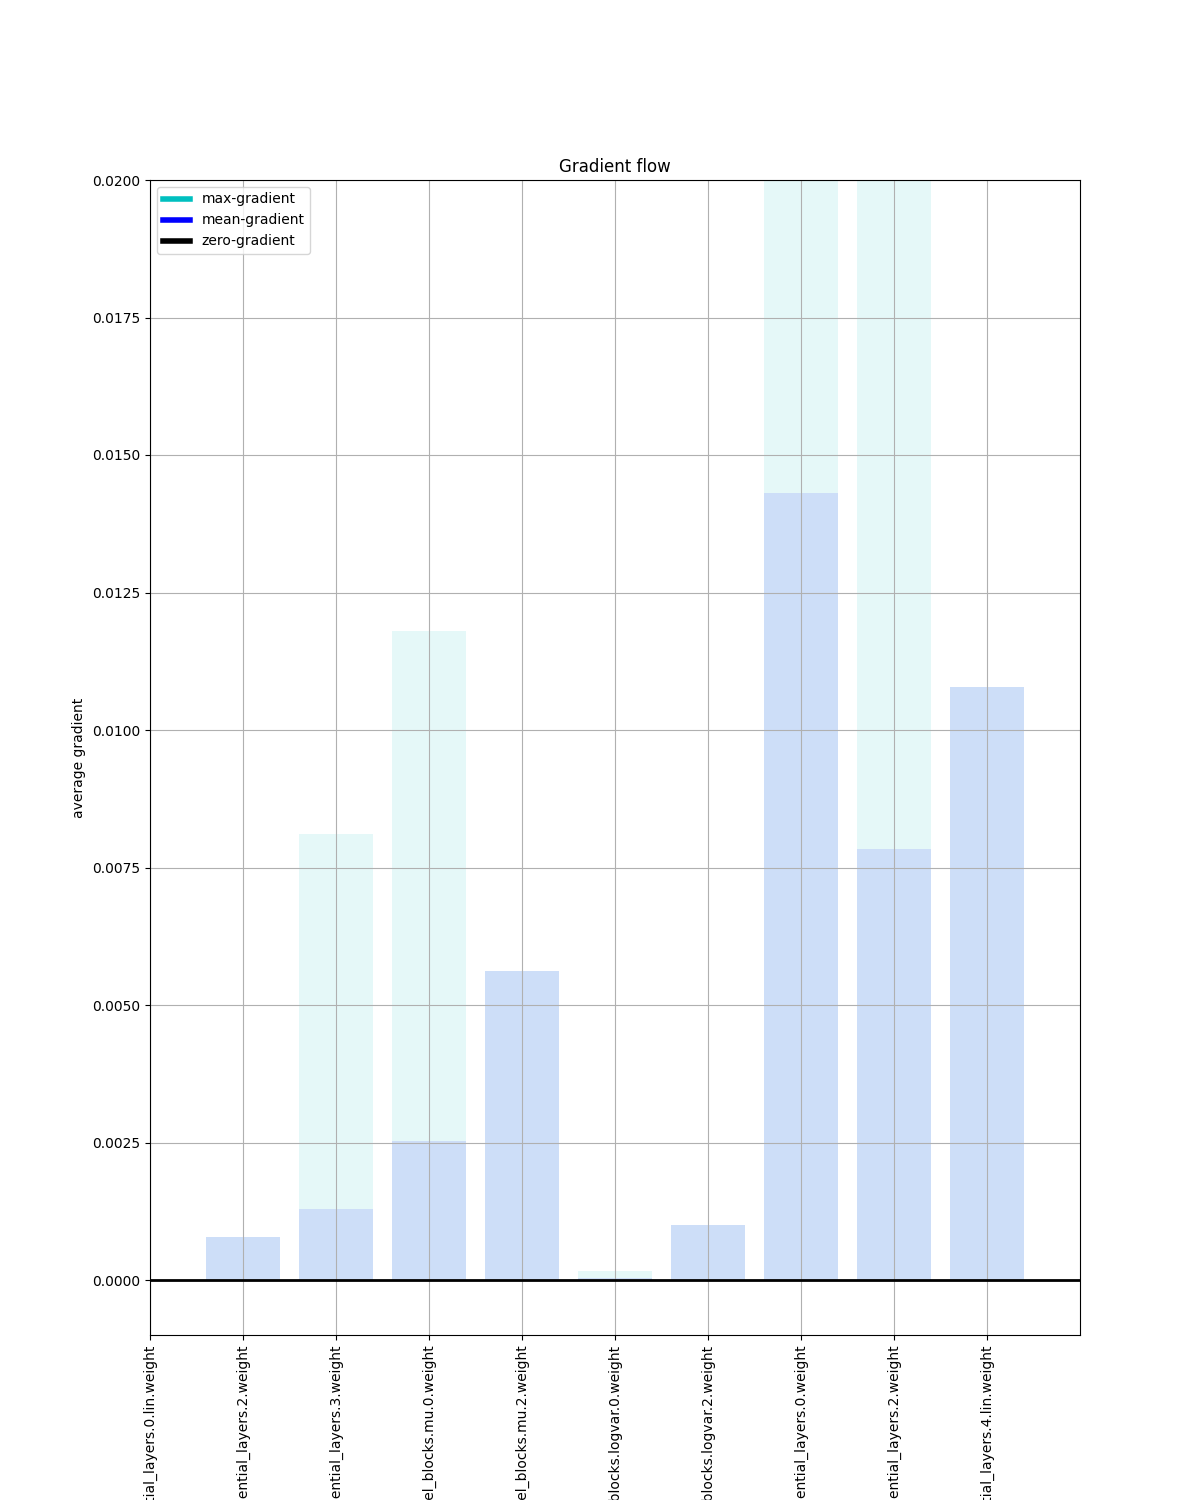 Gradient flow
max-gradient
mean-gradient
zero-gradient
0.0200
0.0175
0.0150
0.0125
0.0100
0.0075
0.0050
0.0025
0.0000
average gradient
tial_layers.0.lin.weight
ential_layers.2.weight
ential_layers.3.weight
el_blocks.mu.0.weight
el_blocks.mu.2.weight
blocks.logvar.0.weight
blocks.logvar.2.weight
ential_layers.0.weight
ential_layers.2.weight
tial_layers.4.lin.weight